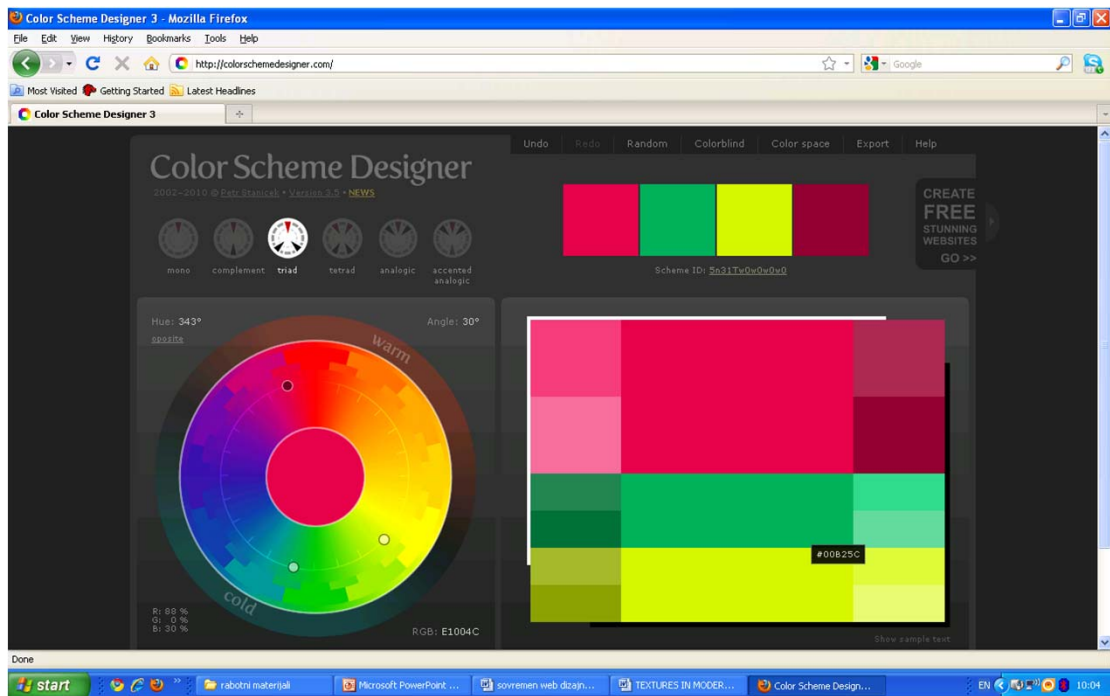 Color Scheme Designer 3 - Mozilla Firefox
File Edit View History Bookmarks Tools Help
http://colorschemedesigner.com/
Google
Most Visited Getting Started Latest Headlines
Color Scheme Designer 3
Undo Redo Random Colorblind Color space Export Help
Color Scheme Designer
2002-2010 © Petr Stanicek • Version 3.5 • NEWS
mono complement triad tetrad analogic accented analogic
Scheme ID: 5n31Tw0w0w0w0
CREATE
FREE
STUNNING
WEBSITES
GO >>
Hue: 343° Angle: 30°
oposite
warm
cold
R: 88 %
G: 0 %
B: 30 %
RGB: E1004C
#00B25C
Show sample text
Done
start
rabotni materijali
Microsoft PowerPoint ...
sovremen web dizajn...
TEXTURES IN MODER...
Color Scheme Design...
EN
10:04